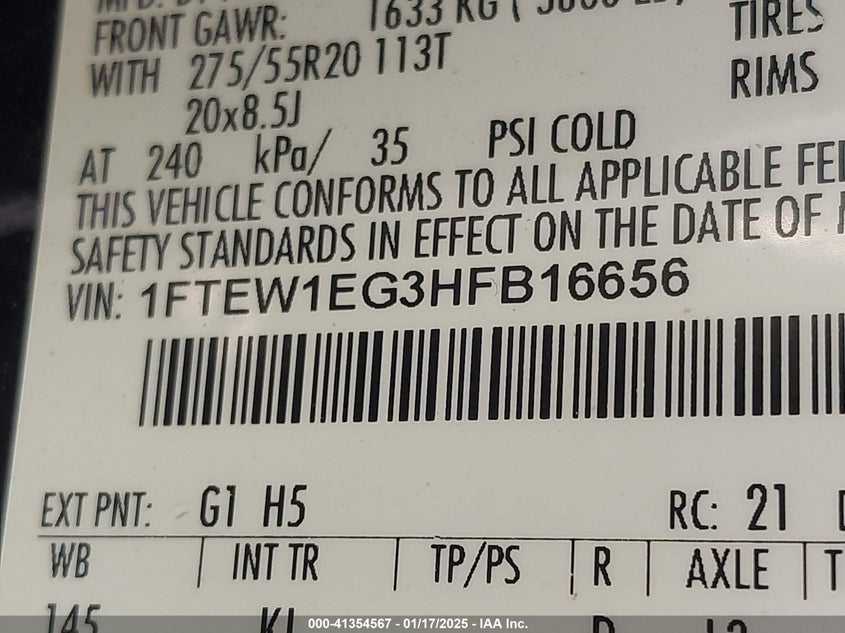 FRONT GAWR: 1633 KG (
TIRES
WITH 275/55R20 113T
RIMS
20x8.5J
AT 240 kPa/ 35 PSI COLD
THIS VEHICLE CONFORMS TO ALL APPLICABLE
SAFETY STANDARDS IN EFFECT ON THE DATE OF
VIN: 1FTEW1EG3HFB16656
EXT PNT: G1 H5 RC: 21
WB INT TR TP/PS R AXLE T
145
000-41354567 - 01/17/2025 - IAA Inc.